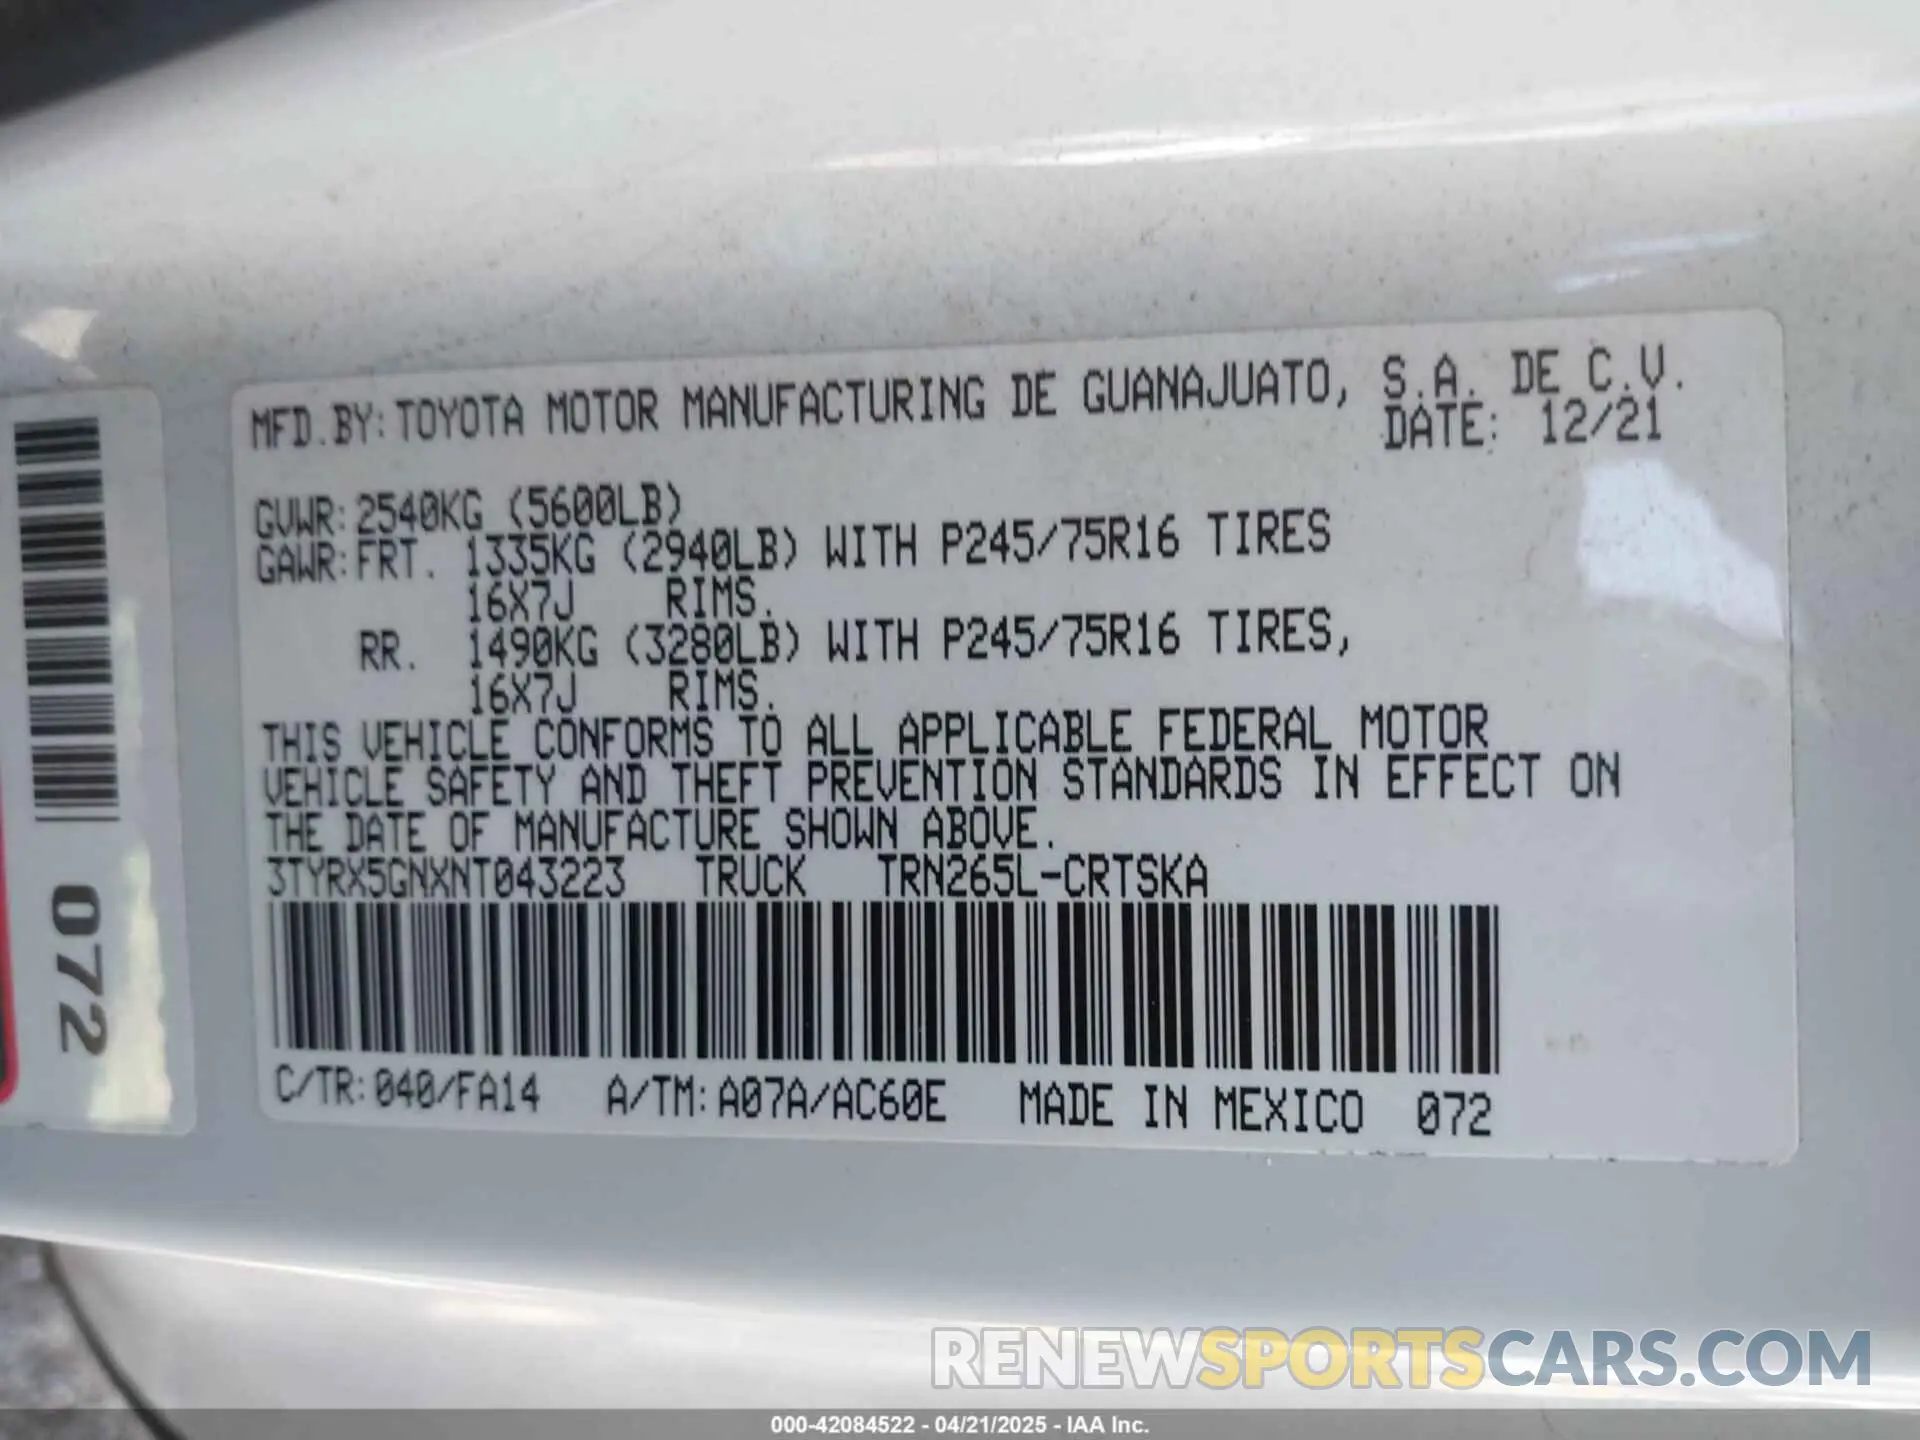 MFD.BY: TOYOTA MOTOR MANUFACTURING DE GUANAJUATO, S.A. DE C.V.
DATE: 12/21
GVWR: 2540KG (5600LB)
GAWR: FRT. 1335KG (2940LB) WITH P245/75R16 TIRES
16X7J RIMS.
RR. 1490KG (3280LB) WITH P245/75R16 TIRES,
16X7J RIMS.
THIS VEHICLE CONFORMS TO ALL APPLICABLE FEDERAL MOTOR
VEHICLE SAFETY AND THEFT PREVENTION STANDARDS IN EFFECT ON
THE DATE OF MANUFACTURE SHOWN ABOVE.
3TYRX5GNXNT043223 TRUCK TRN265L-CRTSKA
C/TR: 040/FA14 A/TM: A07A/AC60E MADE IN MEXICO 072
072
RENEWSPORTSCARS.COM
000-42084522 - 04/21/2025 - IAA Inc.